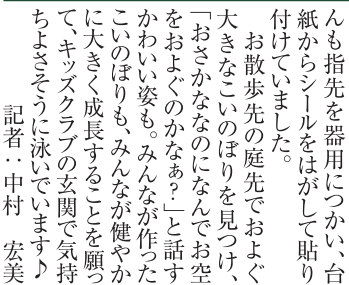 んも指先を器用につかい、台
紙からシールをはがして貼り
付けていました。
　お散歩先の庭先でおよぐ
大きなこいのぼりを見つけ、
「おさかななのになんでお空
をおよぐのかなぁ?」と話す
かわいい姿も。みんなが作った
こいのぼりも、みんなが健やか
に大きく成長することを願っ
て、キッズクラブの玄関で気持
ちよさそうに泳いでいます♪
記者:中村　宏美